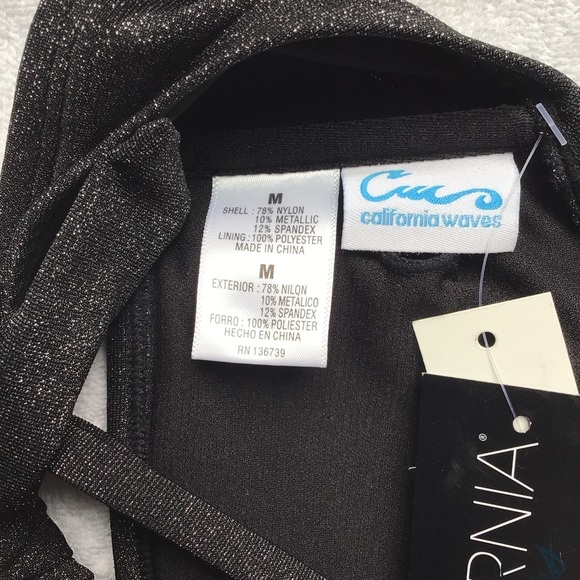 M
SHELL : 78% NYLON
10% METALLIC
12% SPANDEX
LINING : 100% POLYESTER
MADE IN CHINA
M
EXTERIOR : 78% NILON
10% METALICO
12% SPANDEX
FORRO : 100% POLIESTER
HECHO EN CHINA
RN 136739
california waves
RNIA®